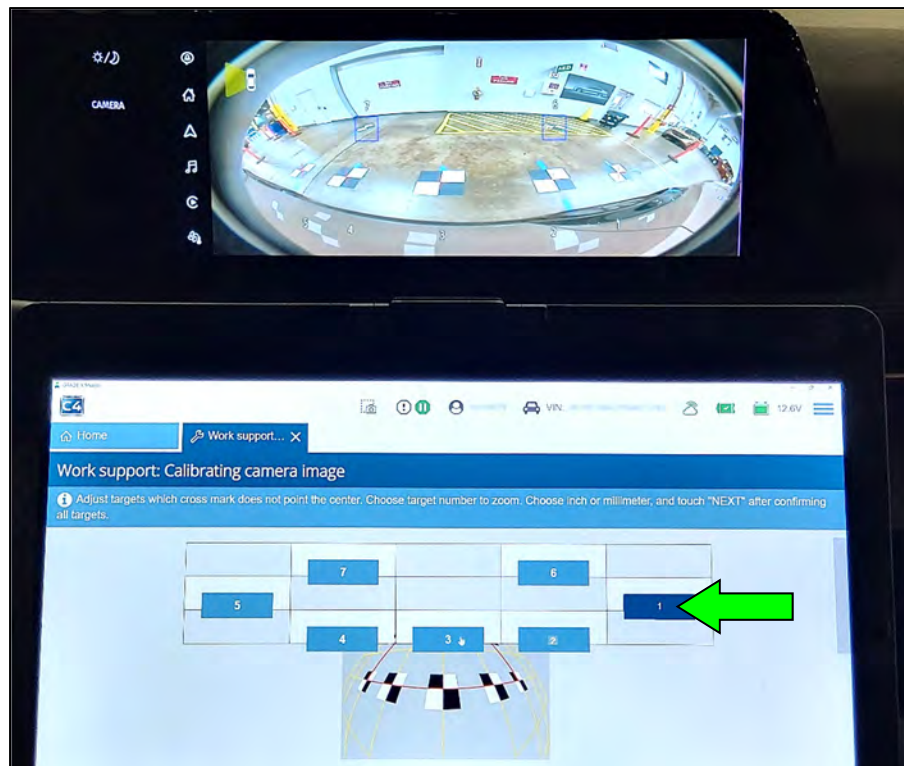 CAMERA
C4
VIN:
12.6V
Home
Work support... X
Work support: Calibrating camera image
Adjust targets which cross mark does not point the center. Choose target number to zoom. Choose inch or millimeter, and touch "NEXT" after confirming
all targets.
7
6
5
1
4
3
2